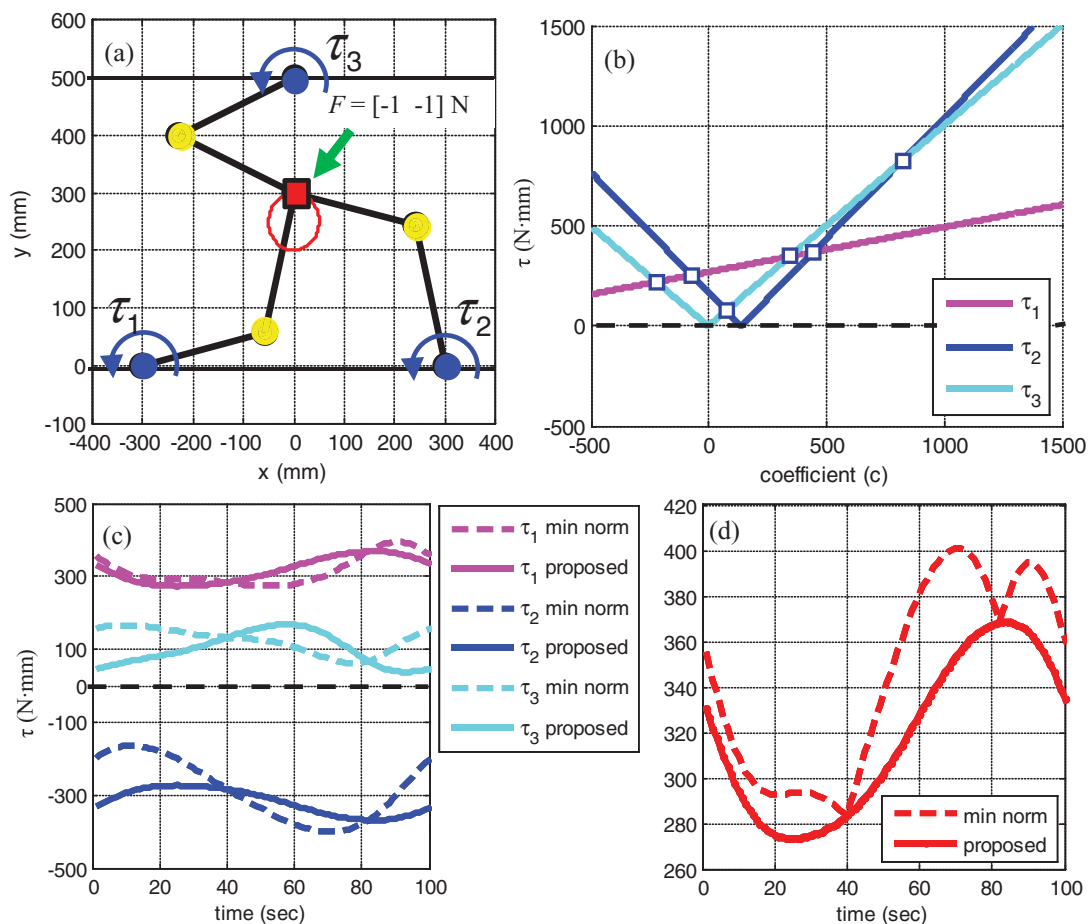 (a)
τ3
F = [-1 -1] N
τ1
τ2
600
500
400
300
200
100
0
-100
y (mm)
-400 -300 -200 -100 0 100 200 300 400
x (mm)
(b)
1500
1000
500
0
-500
τ (N·mm)
-500 0 500 1000 1500
coefficient (c)
τ1
τ2
τ3
(c)
500
300
100
0
-100
-300
-500
τ (N·mm)
0 20 40 60 80 100
time (sec)
τ1 min norm
τ1 proposed
τ2 min norm
τ2 proposed
τ3 min norm
τ3 proposed
(d)
420
400
380
360
340
320
300
280
260
0 20 40 60 80 100
time (sec)
min norm
proposed